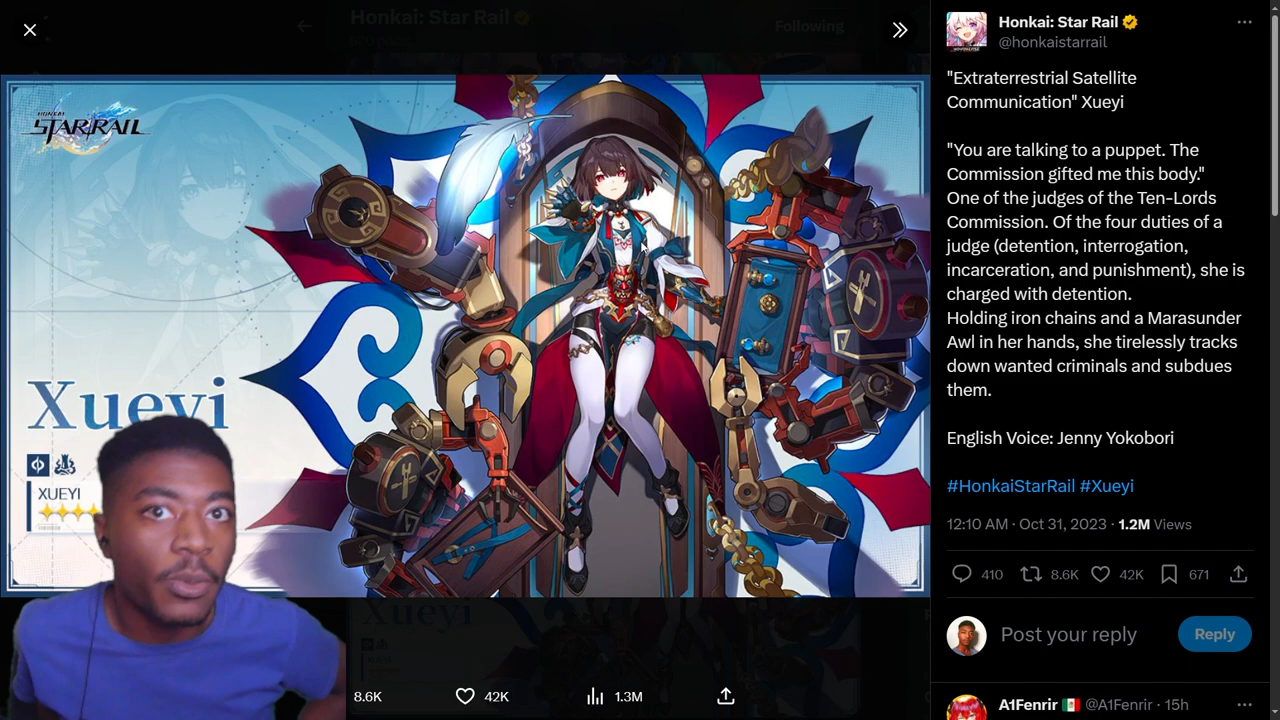 Honkai: Star Rail
Following
HONKAI
STAR RAIL
Xueyi
XUEYI
Honkai: Star Rail
@honkaistarrail
"Extraterrestrial Satellite
Communication" Xueyi
"You are talking to a puppet. The
Commission gifted me this body."
One of the judges of the Ten-Lords
Commission. Of the four duties of a
judge (detention, interrogation,
incarceration, and punishment), she is
charged with detention.
Holding iron chains and a Marasunder
Awl in her hands, she tirelessly tracks
down wanted criminals and subdues
them.
English Voice: Jenny Yokobori
#HonkaiStarRail #Xueyi
12:10 AM · Oct 31, 2023 · 1.2M Views
410 8.6K 42K 671
Post your reply
Reply
A1Fenrir @A1Fenrir · 15h
Xueyi
8.6K 42K 1.3M